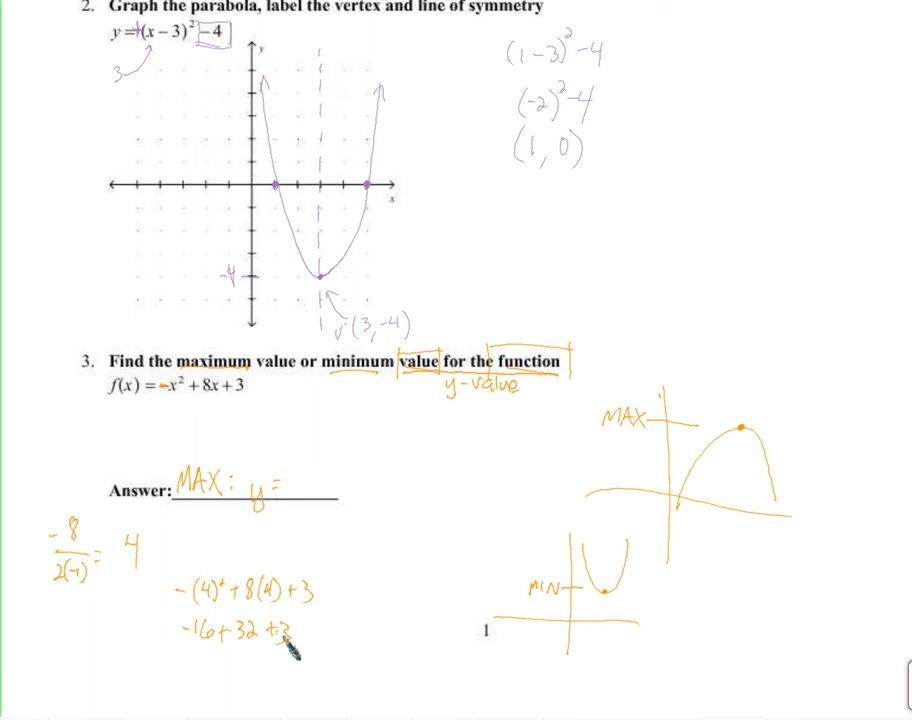 2. Graph the parabola, label the vertex and line of symmetry
y=+(x – 3)² – 4
3
(1-3)²-4
(-2)²-4
(1, 0)
y
x
-4
V(3,-4)
3. Find the maximum value or minimum value for the function
f(x) = -x² + 8x + 3
y-value
MAX
Answer: MAX: y =
-8
2(-1) = 4
MIN
-(4)² + 8(4) + 3
-16 + 32 + 3
1